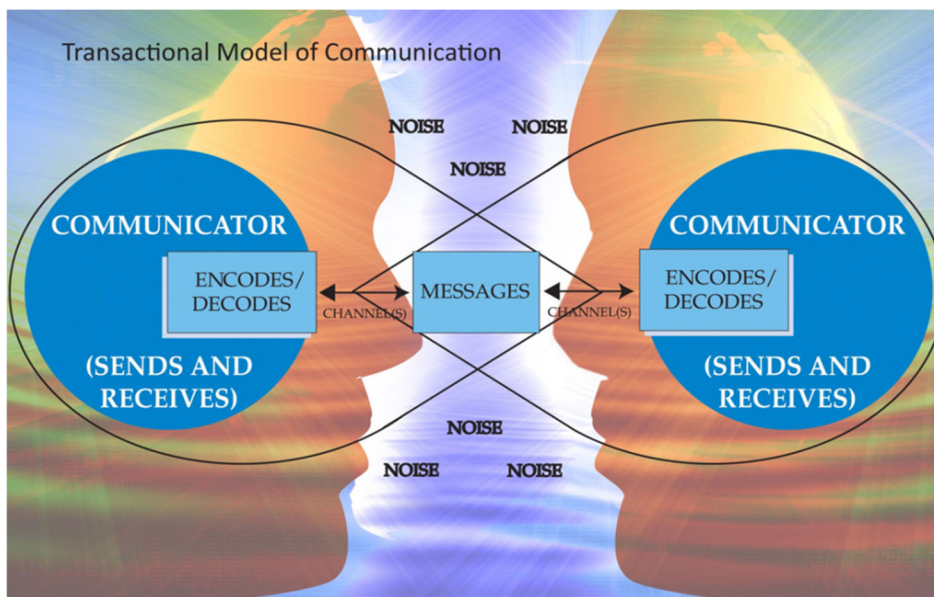 Transactional Model of Communication
NOISE NOISE
NOISE
COMMUNICATOR
ENCODES/
DECODES
(SENDS AND
RECEIVES)
CHANNEL(S)
MESSAGES
CHANNEL(S)
COMMUNICATOR
ENCODES/
DECODES
(SENDS AND
RECEIVES)
NOISE
NOISE NOISE